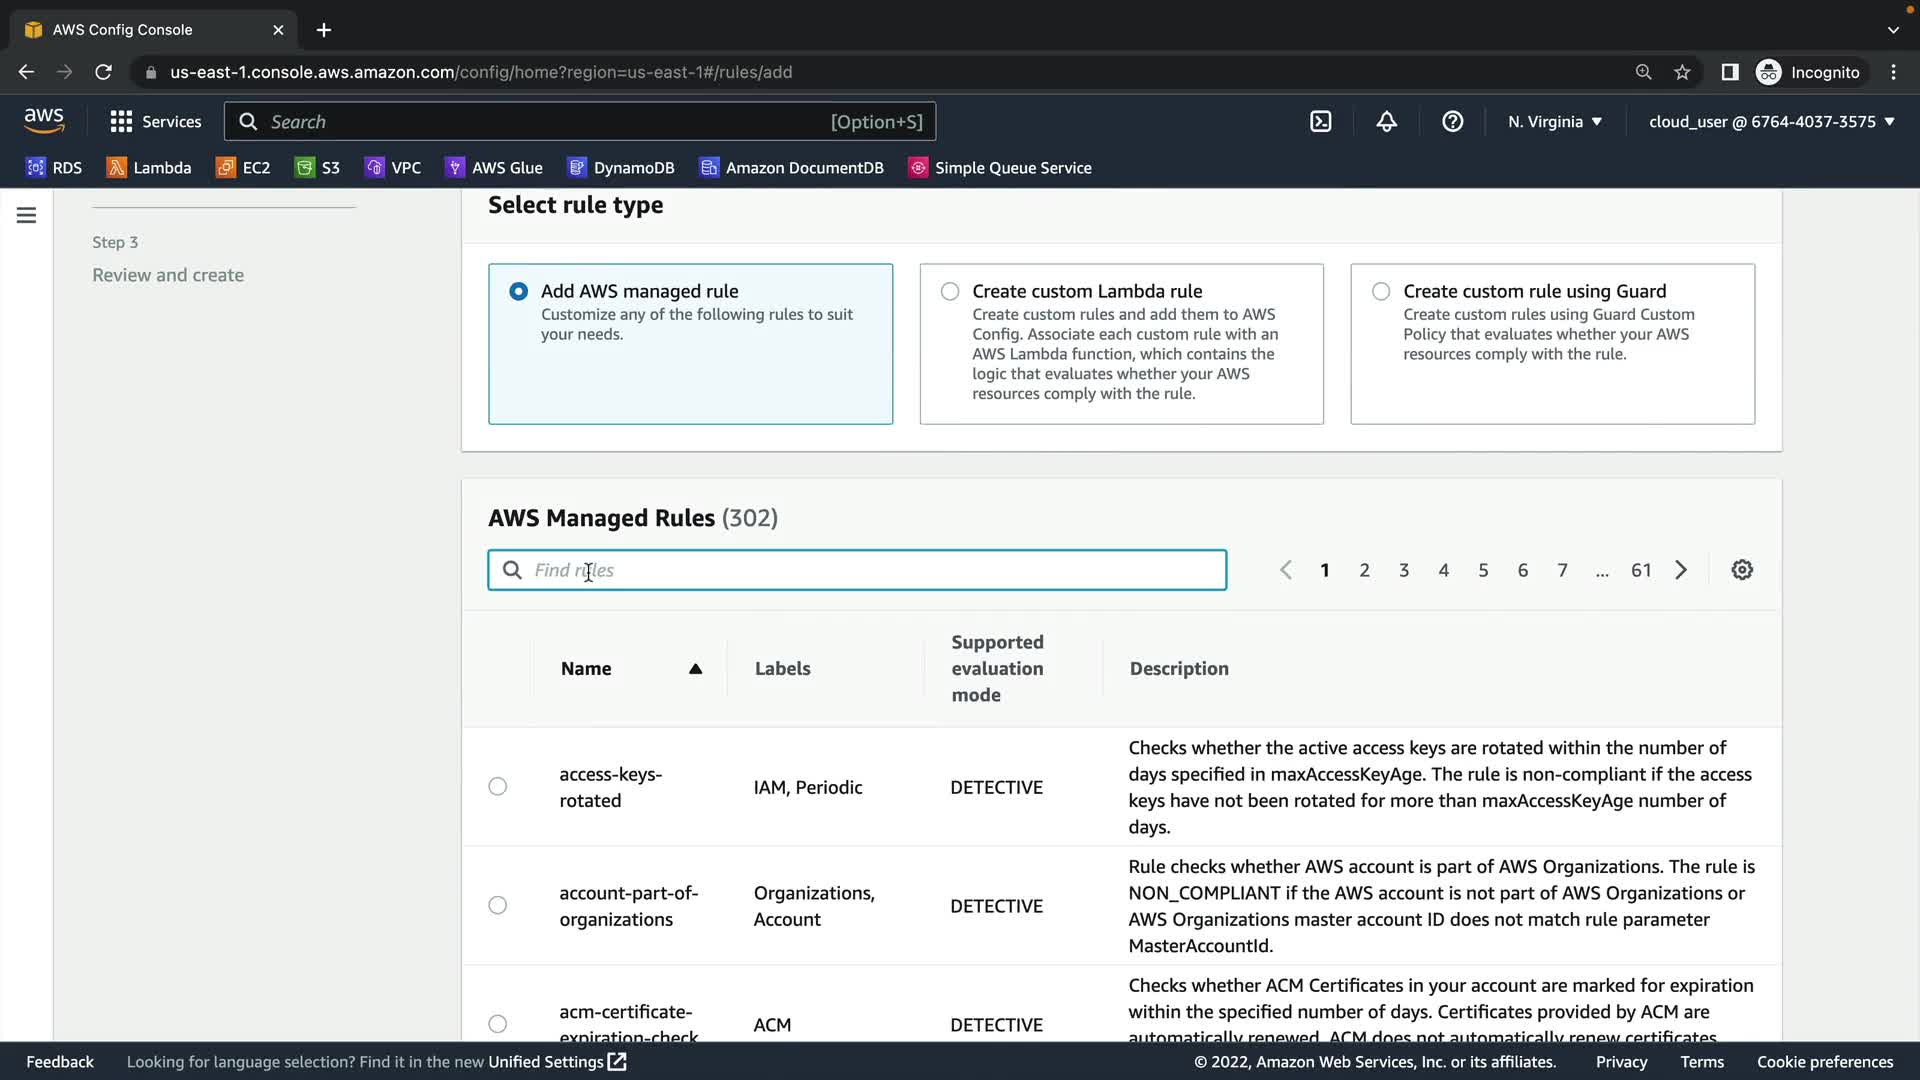 AWS Config Console
us-east-1.console.aws.amazon.com/config/home?region=us-east-1#/rules/add
Incognito
aws
Services
Search
[Option+S]
N. Virginia
cloud_user @ 6764-4037-3575
RDS
Lambda
EC2
S3
VPC
AWS Glue
DynamoDB
Amazon DocumentDB
Simple Queue Service
Step 3
Review and create
Select rule type
Add AWS managed rule
Customize any of the following rules to suit
your needs.
Create custom Lambda rule
Create custom rules and add them to AWS
Config. Associate each custom rule with an
AWS Lambda function, which contains the
logic that evaluates whether your AWS
resources comply with the rule.
Create custom rule using Guard
Create custom rules using Guard Custom
Policy that evaluates whether your AWS
resources comply with the rule.
AWS Managed Rules (302)
Find rules
1 2 3 4 5 6 7 ... 61
Name
Labels
Supported
evaluation
mode
Description
access-keys-
rotated
IAM, Periodic
DETECTIVE
Checks whether the active access keys are rotated within the number of
days specified in maxAccessKeyAge. The rule is non-compliant if the access
keys have not been rotated for more than maxAccessKeyAge number of
days.
account-part-of-
organizations
Organizations,
Account
DETECTIVE
Rule checks whether AWS account is part of AWS Organizations. The rule is
NON_COMPLIANT if the AWS account is not part of AWS Organizations or
AWS Organizations master account ID does not match rule parameter
MasterAccountId.
acm-certificate-
expiration-check
ACM
DETECTIVE
Checks whether ACM Certificates in your account are marked for expiration
within the specified number of days. Certificates provided by ACM are
automatically renewed. ACM does not automatically renew certificates
Feedback
Looking for language selection? Find it in the new Unified Settings
© 2022, Amazon Web Services, Inc. or its affiliates.
Privacy
Terms
Cookie preferences